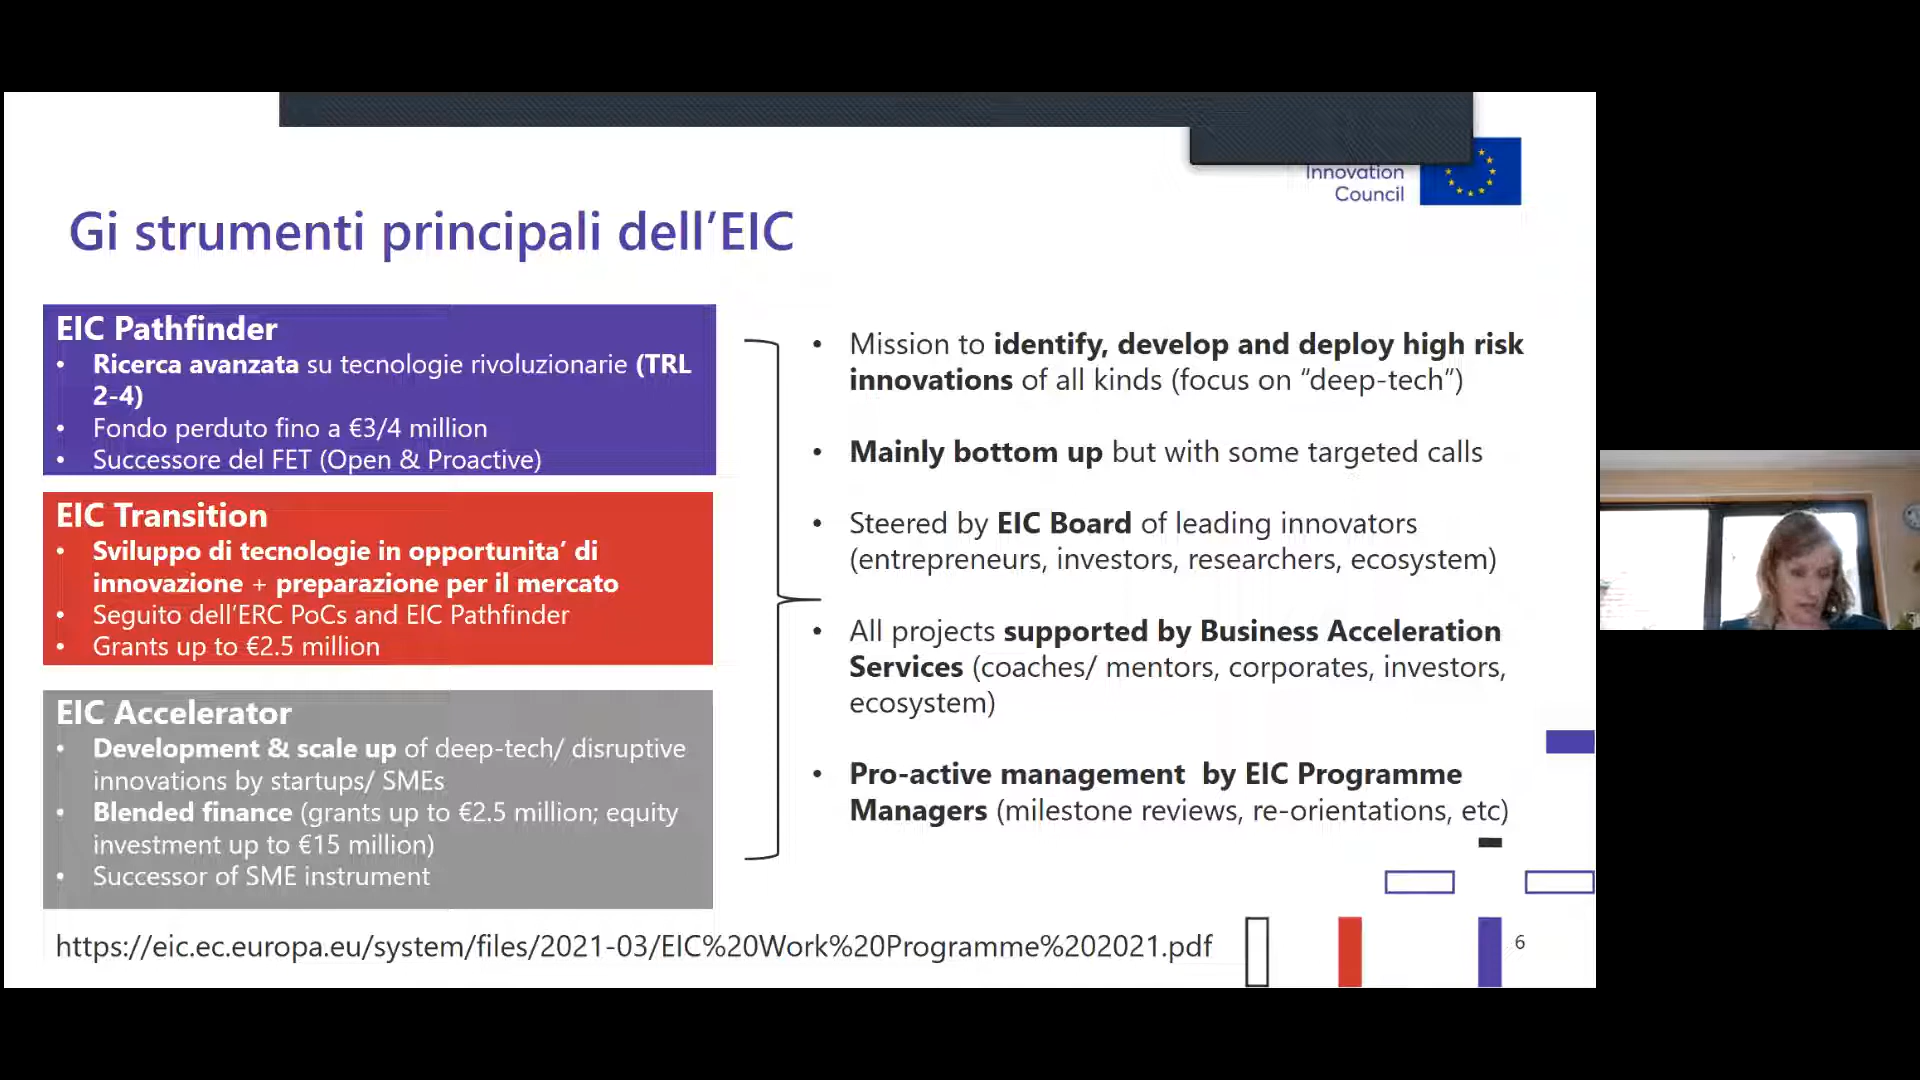 Innovation
Council
Gi strumenti principali dell’EIC
EIC Pathfinder
• Ricerca avanzata su tecnologie rivoluzionarie (TRL
2-4)
• Fondo perduto fino a €3/4 million
• Successore del FET (Open & Proactive)
EIC Transition
• Sviluppo di tecnologie in opportunita’ di
innovazione + preparazione per il mercato
• Seguito dell’ERC PoCs and EIC Pathfinder
• Grants up to €2.5 million
EIC Accelerator
• Development & scale up of deep-tech/ disruptive
innovations by startups/ SMEs
• Blended finance (grants up to €2.5 million; equity
investment up to €15 million)
• Successor of SME instrument
• Mission to identify, develop and deploy high risk
innovations of all kinds (focus on “deep-tech”)
• Mainly bottom up but with some targeted calls
• Steered by EIC Board of leading innovators
(entrepreneurs, investors, researchers, ecosystem)
• All projects supported by Business Acceleration
Services (coaches/ mentors, corporates, investors,
ecosystem)
• Pro-active management by EIC Programme
Managers (milestone reviews, re-orientations, etc)
https://eic.ec.europa.eu/system/files/2021-03/EIC%20Work%20Programme%202021.pdf
6